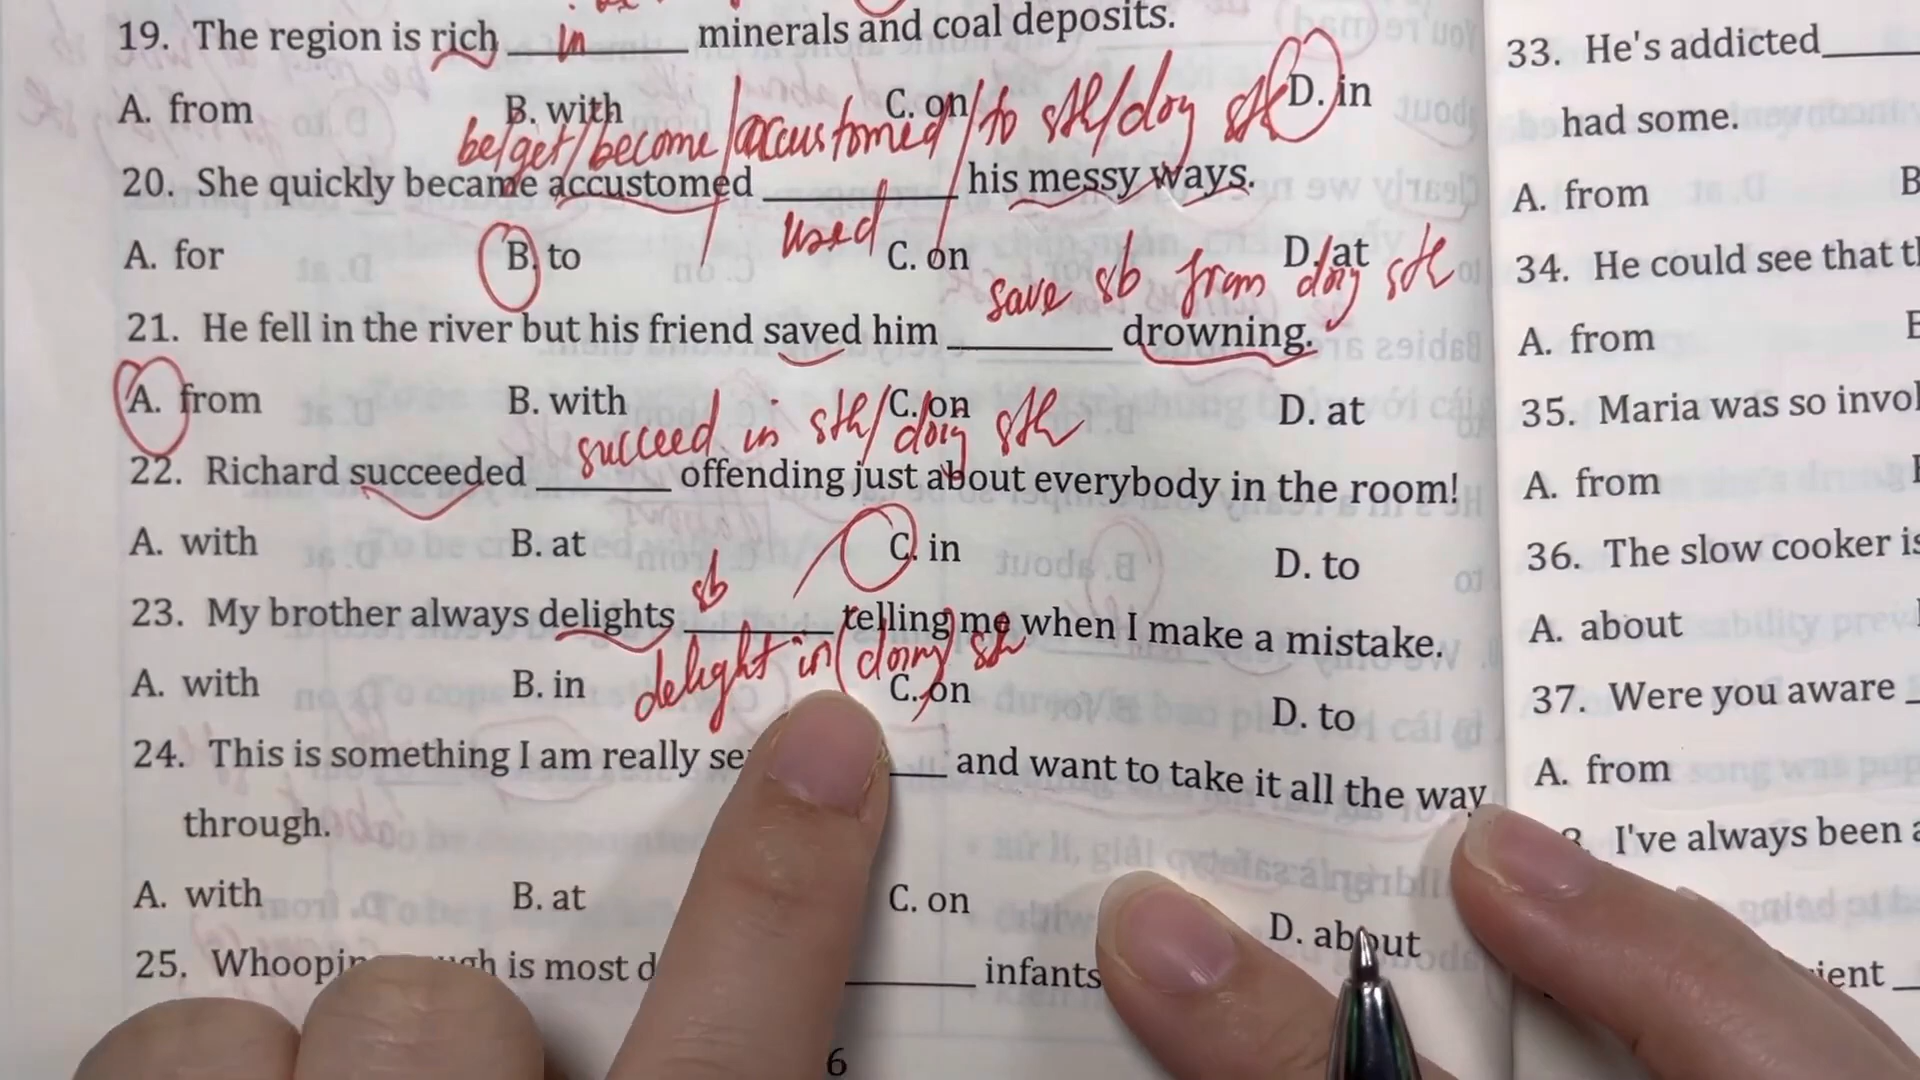 19. The region is rich in minerals and coal deposits.
A. from B. with C. on D. in
be/get/become /accustomed/ to sth/doing sth
20. She quickly became accustomed ________ his messy ways.
used
A. for B. to C. on D. at
save sb from doing sth
21. He fell in the river but his friend saved him ________ drowning.
A. from B. with C. on D. at
succeed in sth/doing sth
22. Richard succeeded ________ offending just about everybody in the room!
A. with B. at C. in D. to
sb
23. My brother always delights ________ telling me when I make a mistake.
delight in doing sth
A. with B. in C. on D. to
24. This is something I am really se ____ and want to take it all the way
through.
A. with B. at C. on D. about
25. is most d ________ infants
6
33. He's addicted
had some.
A. from B
34. He could see that
A. from
35. Maria was so
A. from
36. The slow cooker is
A. about
37. Were you aware
A. from
I've always been a